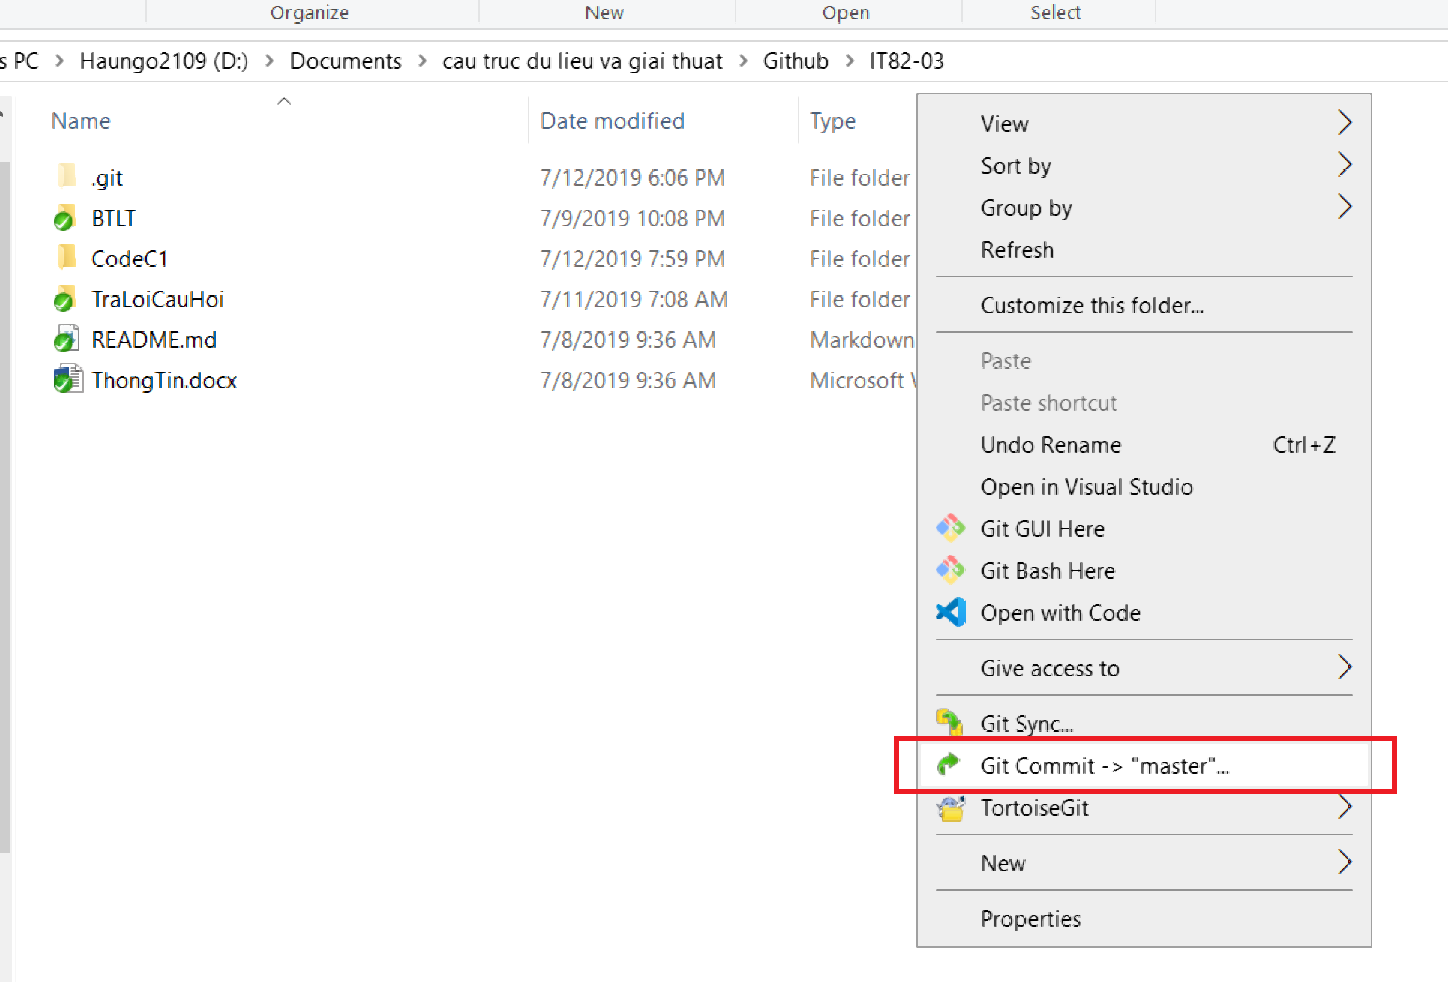 Organize New Open Select
s PC > Haungo2109 (D:) > Documents > cau truc du lieu va giai thuat > Github > IT82-03
Name Date modified Type
.git 7/12/2019 6:06 PM File folder
BTLT 7/9/2019 10:08 PM File folder
CodeC1 7/12/2019 7:59 PM File folder
TraLoiCauHoi 7/11/2019 7:08 AM File folder
README.md 7/8/2019 9:36 AM Markdown
ThongTin.docx 7/8/2019 9:36 AM Microsoft
View
Sort by
Group by
Refresh
Customize this folder...
Paste
Paste shortcut
Undo Rename Ctrl+Z
Open in Visual Studio
Git GUI Here
Git Bash Here
Open with Code
Give access to
Git Sync...
Git Commit -> "master"...
TortoiseGit
New
Properties